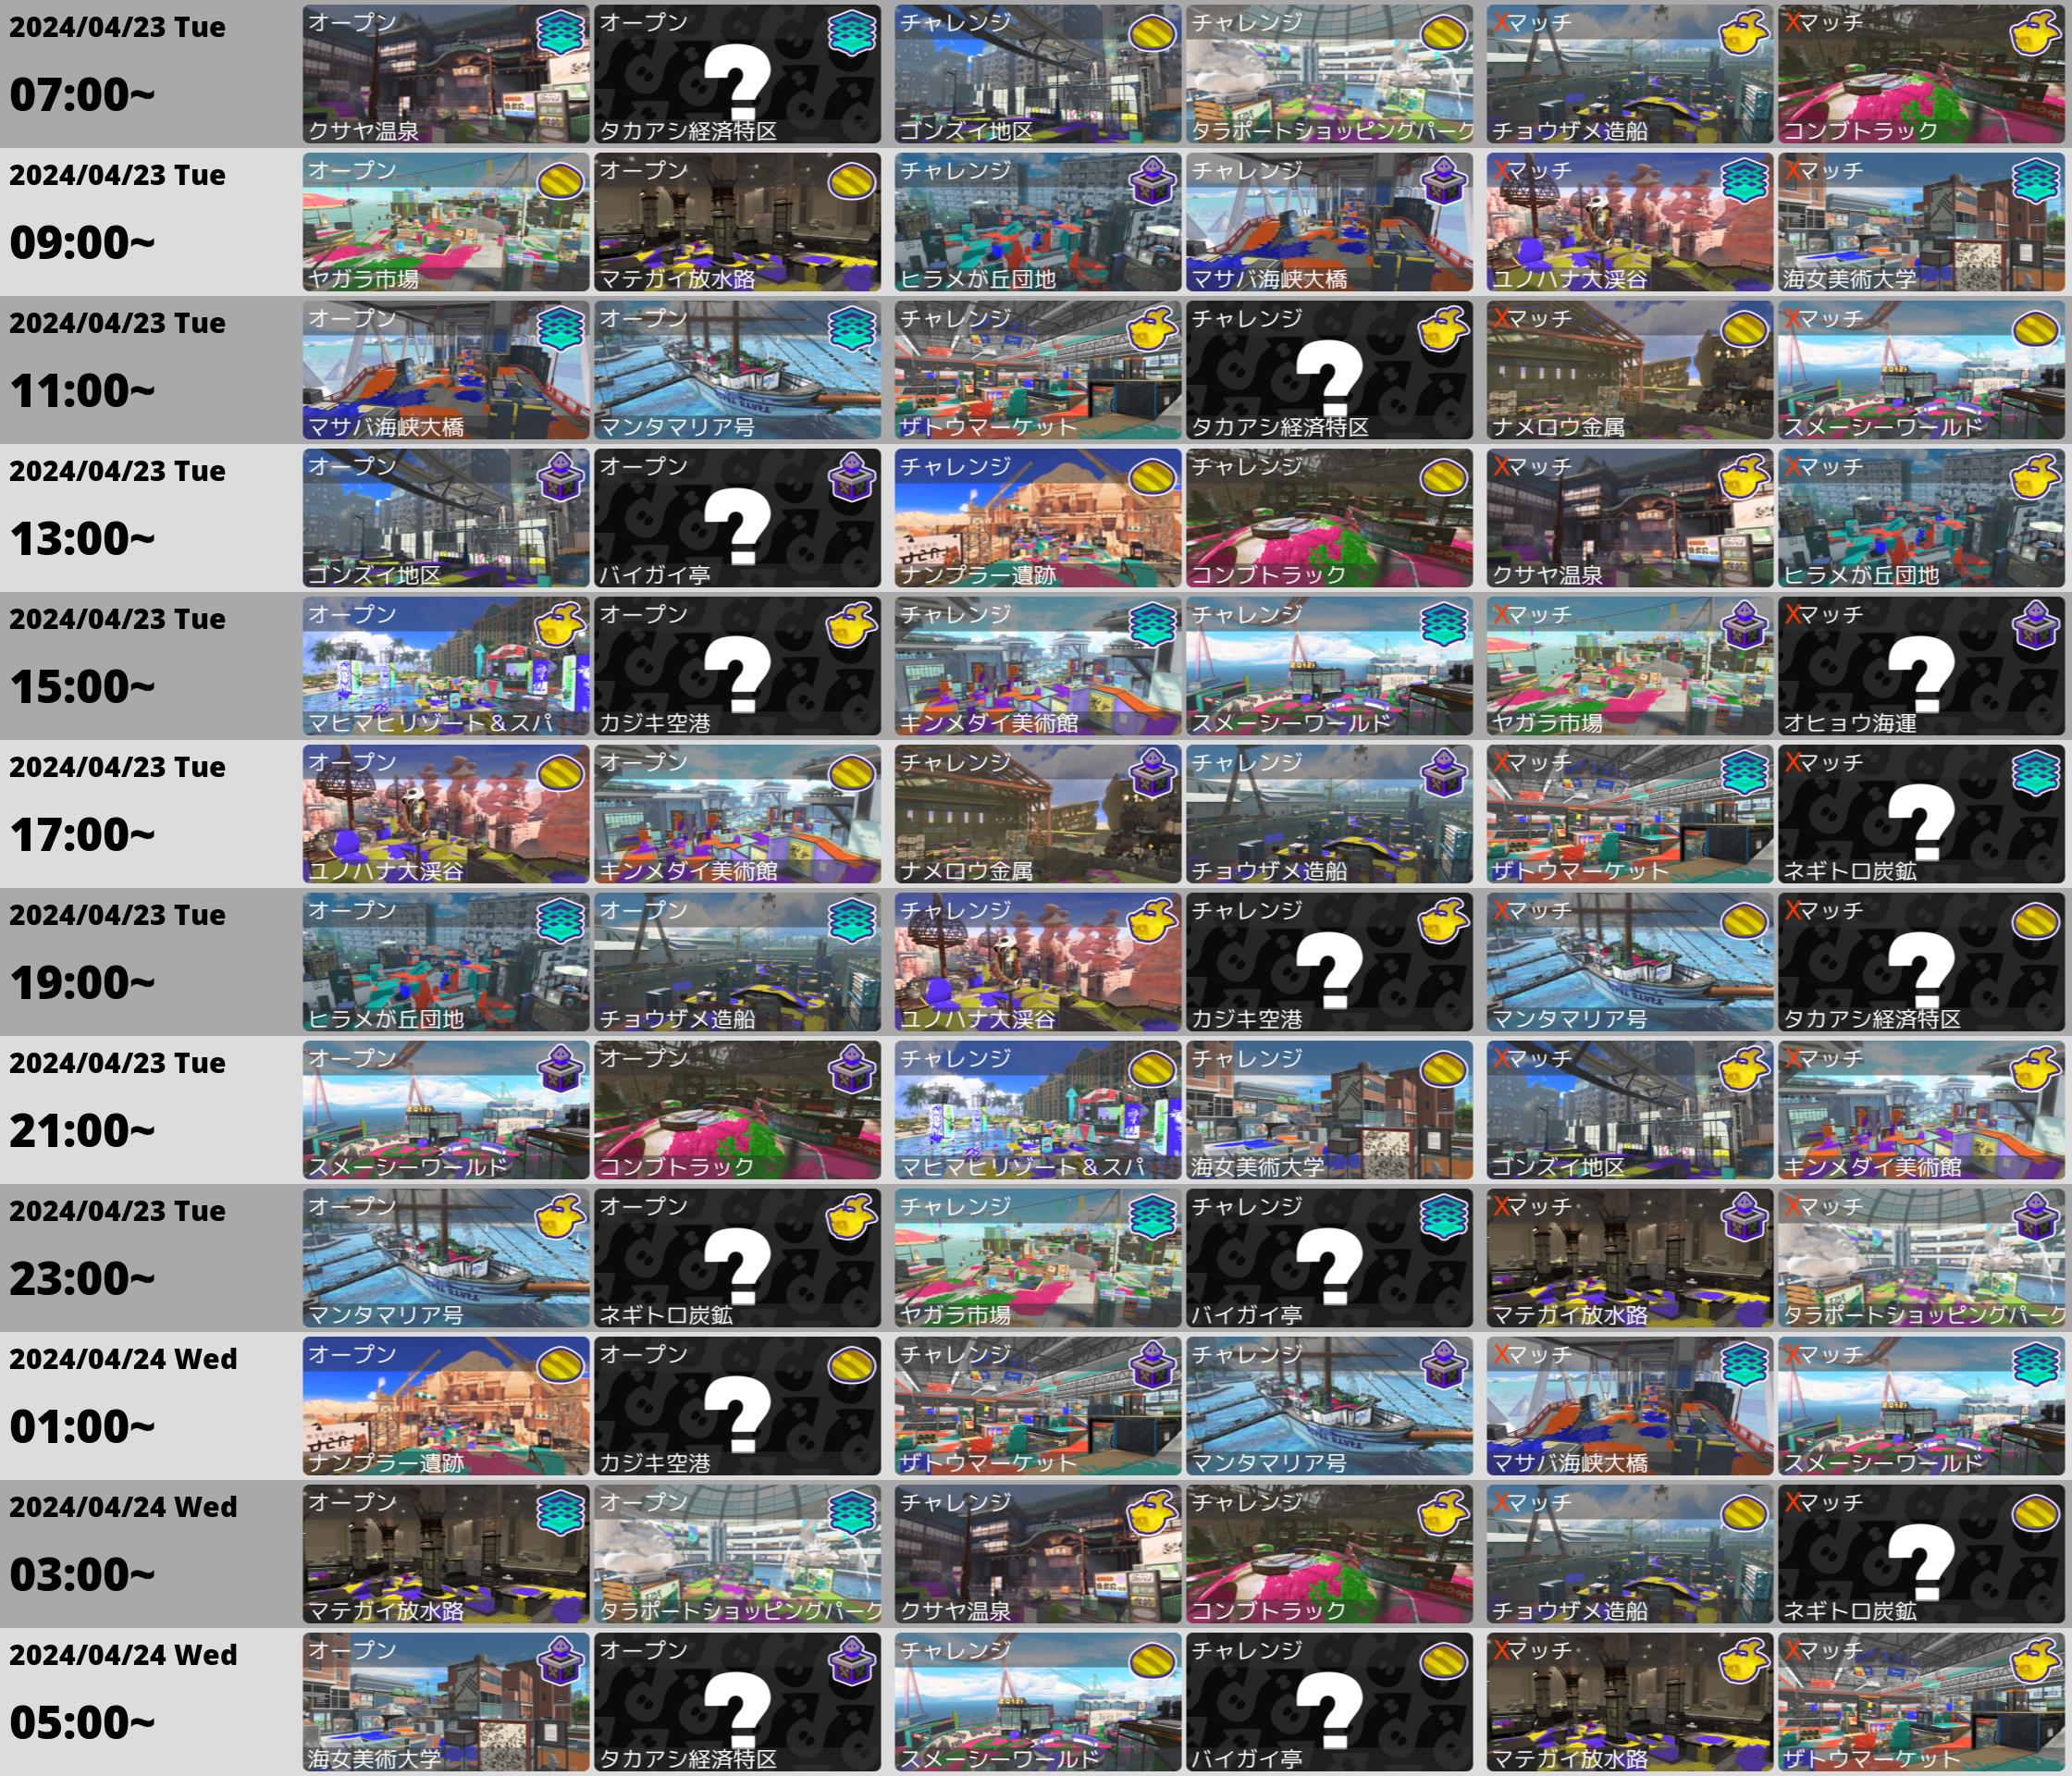 2024/04/23 Tue
07:00~
オープン
クサヤ温泉
オープン
タカアシ経済特区
チャレンジ
ゴンズイ地区
チャレンジ
タラポートショッピングパーク
Xマッチ
チョウザメ造船
Xマッチ
コンブトラック
2024/04/23 Tue
09:00~
オープン
ヤガラ市場
オープン
マテガイ放水路
チャレンジ
ヒラメが丘団地
チャレンジ
マサバ海峡大橋
Xマッチ
ユノハナ大渓谷
Xマッチ
海女美術大学
2024/04/23 Tue
11:00~
オープン
マサバ海峡大橋
オープン
マンタマリア号
チャレンジ
ザトウマーケット
チャレンジ
タカアシ経済特区
Xマッチ
ナメロウ金属
Xマッチ
スメーシーワールド
2024/04/23 Tue
13:00~
オープン
ゴンズイ地区
オープン
バイガイ亭
チャレンジ
ナンプラー遺跡
チャレンジ
コンブトラック
Xマッチ
クサヤ温泉
Xマッチ
ヒラメが丘団地
2024/04/23 Tue
15:00~
オープン
マヒマヒリゾート＆スパ
オープン
カジキ空港
チャレンジ
キンメダイ美術館
チャレンジ
スメーシーワールド
Xマッチ
ヤガラ市場
Xマッチ
オヒョウ海運
2024/04/23 Tue
17:00~
オープン
ユノハナ大渓谷
オープン
キンメダイ美術館
チャレンジ
ナメロウ金属
チャレンジ
チョウザメ造船
Xマッチ
ザトウマーケット
Xマッチ
ネギトロ炭鉱
2024/04/23 Tue
19:00~
オープン
ヒラメが丘団地
オープン
チョウザメ造船
チャレンジ
ユノハナ大渓谷
チャレンジ
カジキ空港
Xマッチ
マンタマリア号
Xマッチ
タカアシ経済特区
2024/04/23 Tue
21:00~
オープン
スメーシーワールド
オープン
コンブトラック
チャレンジ
マヒマヒリゾート＆スパ
チャレンジ
海女美術大学
Xマッチ
ゴンズイ地区
Xマッチ
キンメダイ美術館
2024/04/23 Tue
23:00~
オープン
マンタマリア号
オープン
ネギトロ炭鉱
チャレンジ
ヤガラ市場
チャレンジ
バイガイ亭
Xマッチ
マテガイ放水路
Xマッチ
タラポートショッピングパーク
2024/04/24 Wed
01:00~
オープン
ナンプラー遺跡
オープン
カジキ空港
チャレンジ
ザトウマーケット
チャレンジ
マンタマリア号
Xマッチ
マサバ海峡大橋
Xマッチ
スメーシーワールド
2024/04/24 Wed
03:00~
オープン
マテガイ放水路
オープン
タラポートショッピングパーク
チャレンジ
クサヤ温泉
チャレンジ
コンブトラック
Xマッチ
チョウザメ造船
Xマッチ
ネギトロ炭鉱
2024/04/24 Wed
05:00~
オープン
海女美術大学
オープン
タカアシ経済特区
チャレンジ
スメーシーワールド
チャレンジ
バイガイ亭
Xマッチ
マテガイ放水路
Xマッチ
ザトウマーケット